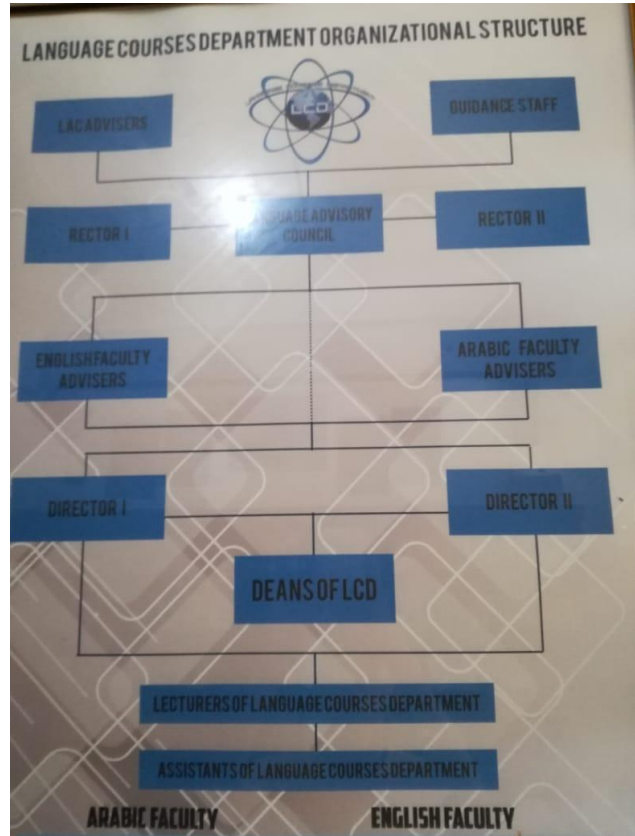 LANGUAGE COURSES DEPARTMENT ORGANIZATIONAL STRUCTURE
LCD
LAC ADVISERS
GUIDANCE STAFF
RECTOR I
LANGUAGE ADVISORY
COUNCIL
RECTOR II
ENGLISH FACULTY
ADVISERS
ARABIC FACULTY
ADVISERS
DIRECTOR I
DIRECTOR II
DEANS OF LCD
LECTURERS OF LANGUAGE COURSES DEPARTMENT
ASSISTANTS OF LANGUAGE COURSES DEPARTMENT
ARABIC FACULTY
ENGLISH FACULTY